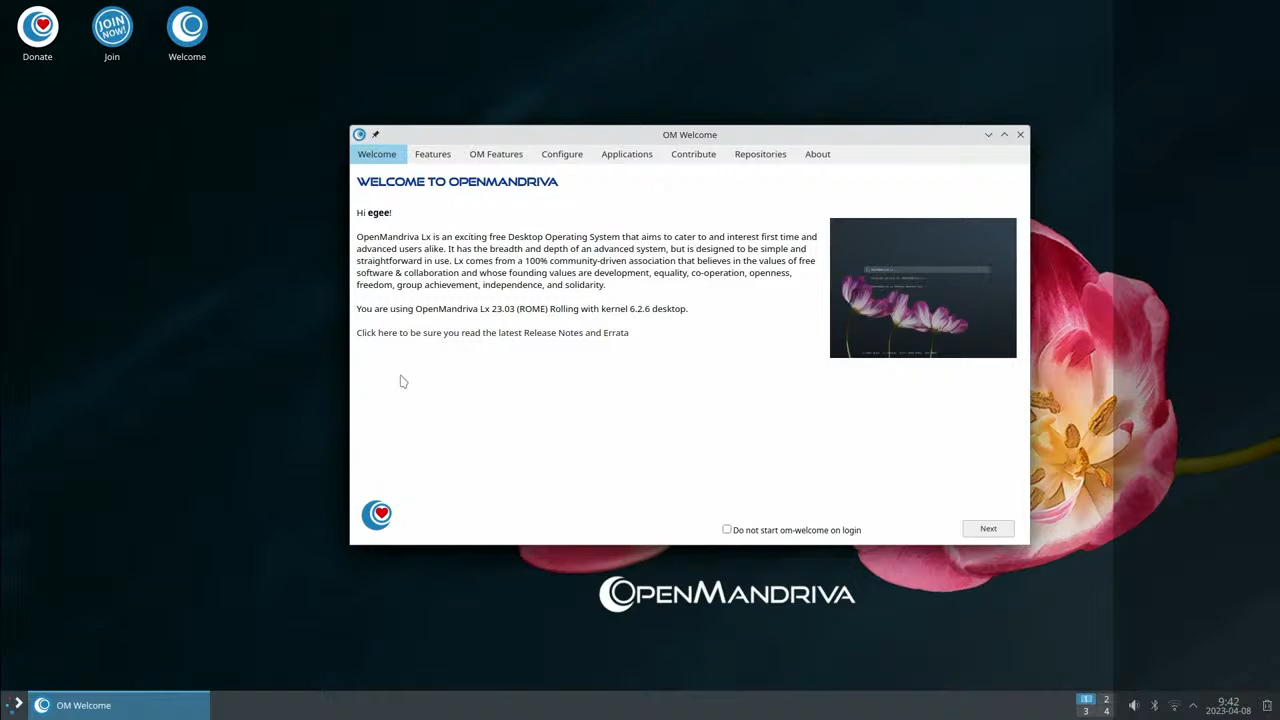 Donate
JOIN NOW!
Join
Welcome
OM Welcome
Welcome Features OM Features Configure Applications Contribute Repositories About
WELCOME TO OPENMANDRIVA
Hi egee!
OpenMandriva Lx is an exciting free Desktop Operating System that aims to cater to and interest first time and
advanced users alike. It has the breadth and depth of an advanced system, but is designed to be simple and
straightforward in use. Lx comes from a 100% community-driven association that believes in the values of free
software & collaboration and whose founding values are development, equality, co-operation, openness,
freedom, group achievement, independence, and solidarity.
You are using OpenMandriva Lx 23.03 (ROME) Rolling with kernel 6.2.6 desktop.
Click here to be sure you read the latest Release Notes and Errata
Do not start om-welcome on login
Next
OPENMANDRIVA
OM Welcome
1 2
3 4
9:42
2023-04-08